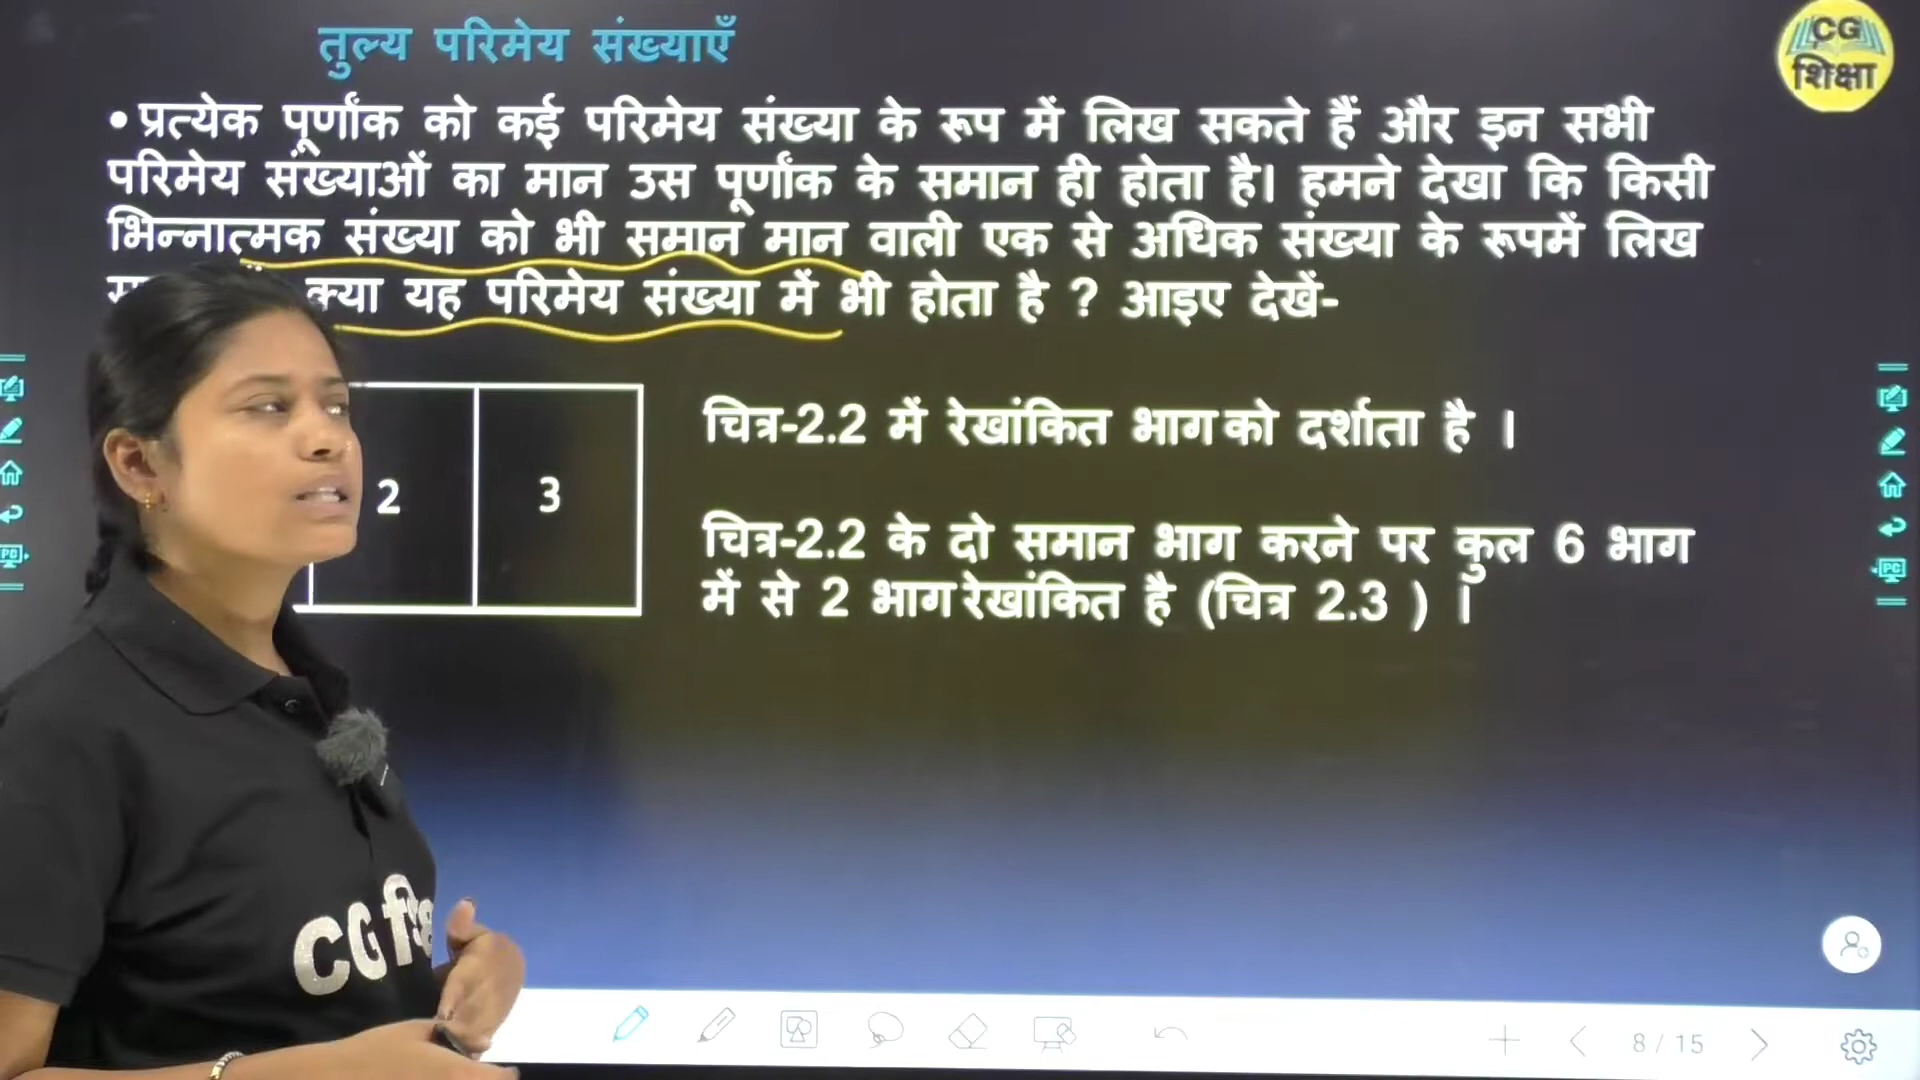 तुल्य परिमेय संख्याएँ
CG
शिक्षा
• प्रत्येक पूर्णांक को कई परिमेय संख्या के रूप में लिख सकते हैं और इन सभी
परिमेय संख्याओं का मान उस पूर्णांक के समान ही होता है। हमने देखा कि किसी
भिन्नात्मक संख्या को भी समान मान वाली एक से अधिक संख्या के रूपमें लिख
क्या यह परिमेय संख्या में भी होता है ? आइए देखें-
2 3
चित्र-2.2 में रेखांकित भाग को दर्शाता है ।
चित्र-2.2 के दो समान भाग करने पर कुल 6 भाग
में से 2 भाग रेखांकित है (चित्र 2.3 ) ।
CG
PC
PC
8 / 15